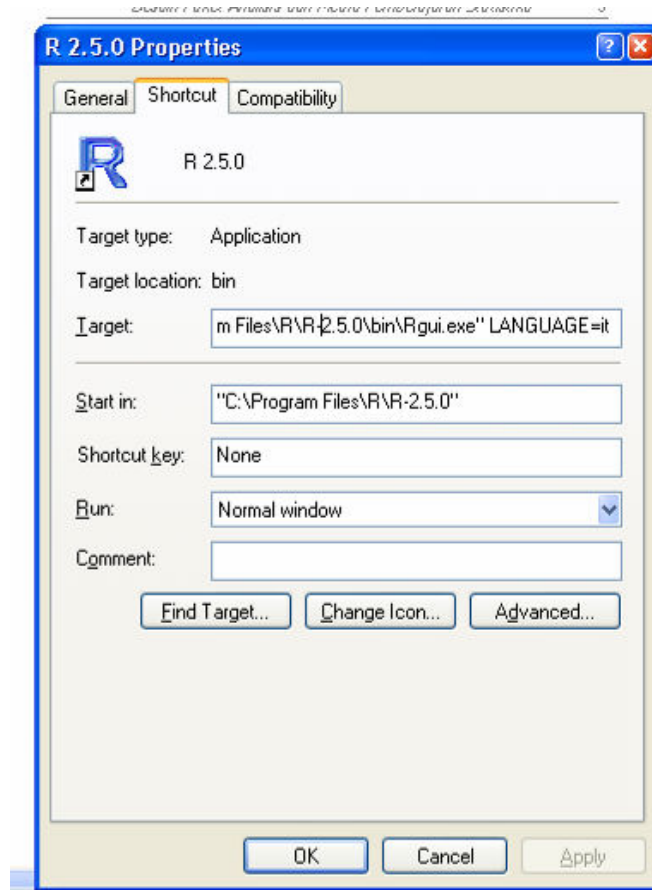 R 2.5.0 Properties
General Shortcut Compatibility
R 2.5.0
Target type: Application
Target location: bin
Target: m Files\R\R-2.5.0\bin\Rgui.exe" LANGUAGE=it
Start in: "C:\Program Files\R\R-2.5.0"
Shortcut key: None
Run: Normal window
Comment:
Find Target... Change Icon... Advanced...
OK Cancel Apply